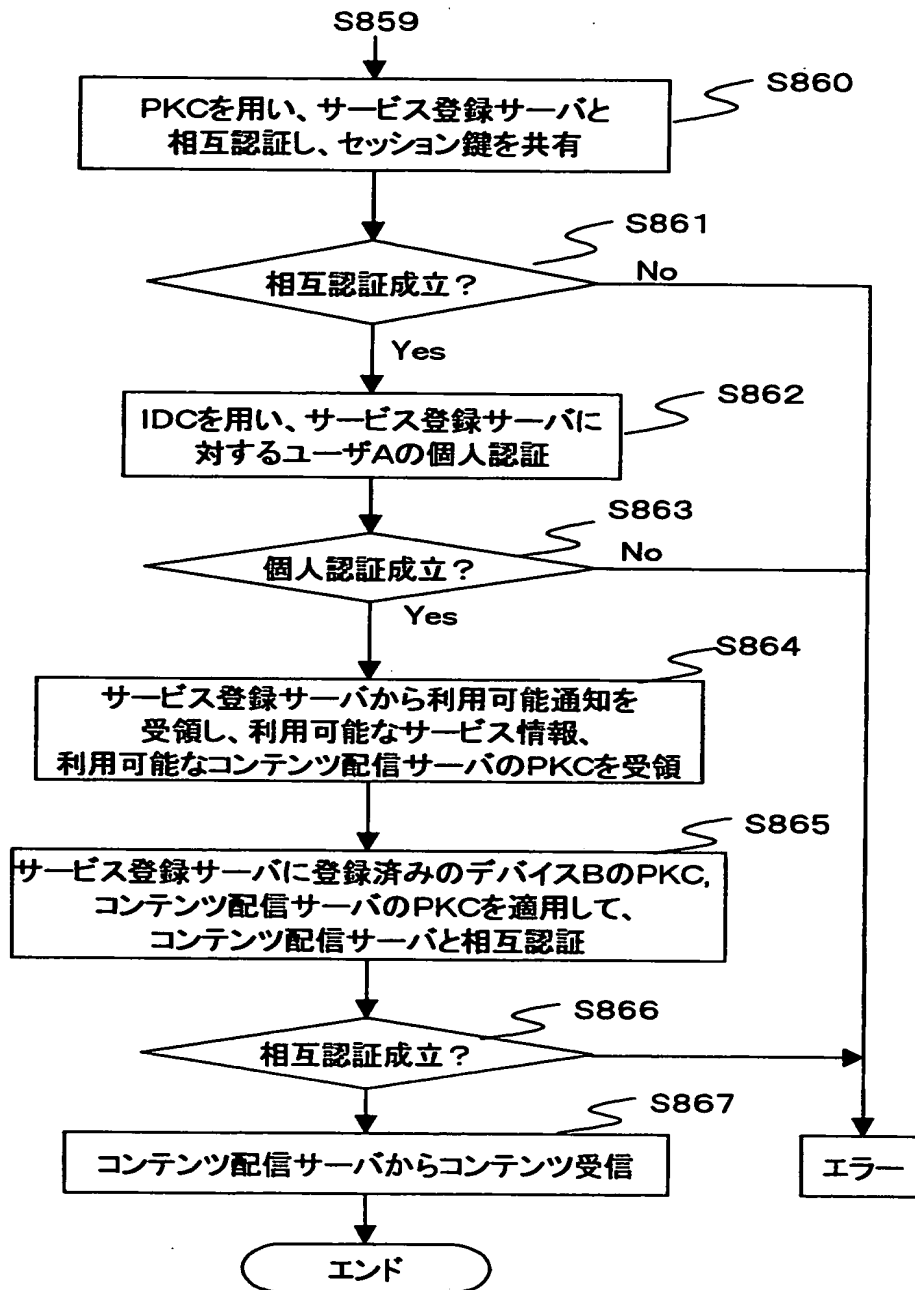 S859
S860
PKCを用い、サービス登録サーバと
相互認証し、セッション鍵を共有
S861
相互認証成立？
No
Yes
S862
IDCを用い、サービス登録サーバに
対するユーザAの個人認証
S863
個人認証成立？
No
Yes
S864
サービス登録サーバから利用可能通知を
受領し、利用可能なサービス情報、
利用可能なコンテンツ配信サーバのPKCを受領
S865
サービス登録サーバに登録済みのデバイスBのPKC,
コンテンツ配信サーバのPKCを適用して、
コンテンツ配信サーバと相互認証
S866
相互認証成立？
S867
コンテンツ配信サーバからコンテンツ受信
エラー
エンド